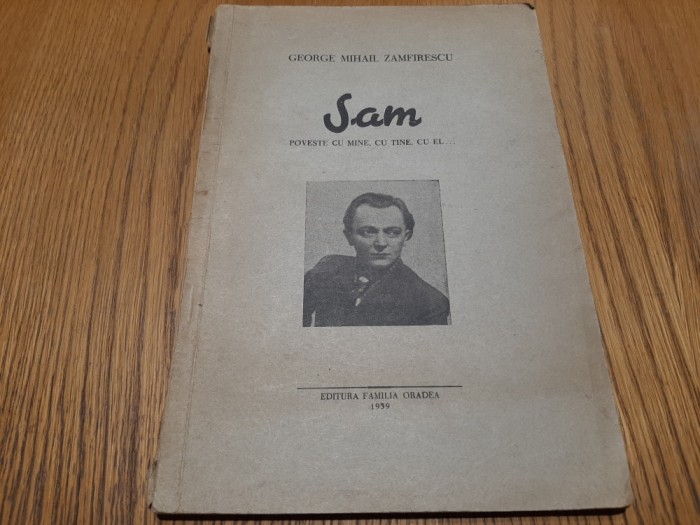 GEORGE MIHAIL ZAMFIRESCU
Sam
POVESTE CU MINE, CU TINE, CU EL...
EDITURA FAMILIA ORADEA
1939